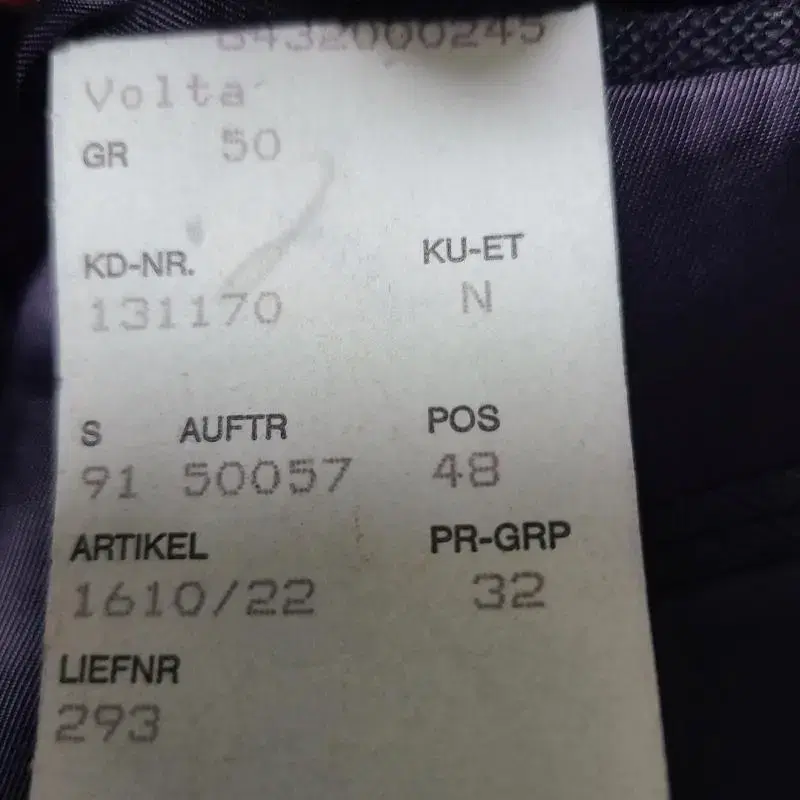 8432000245
Volta
GR 50
KD-NR. KU-ET
131170 N
S AUFTR POS
91 50057 48
ARTIKEL PR-GRP
1610/22 32
LIEFNR
293